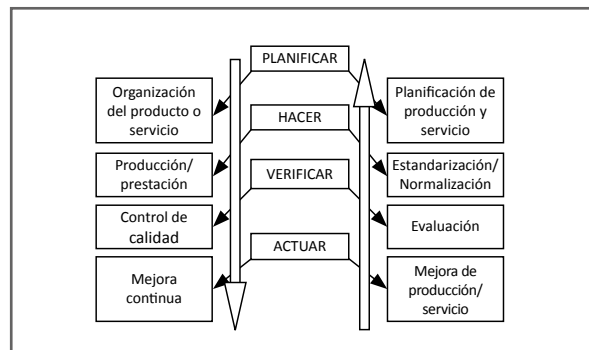 PLANIFICAR
Organización
del producto o
servicio
Planificación de
producción y
servicio
HACER
Producción/
prestación
Estandarización/
Normalización
VERIFICAR
Control de
calidad
Evaluación
ACTUAR
Mejora
continua
Mejora de
producción/
servicio